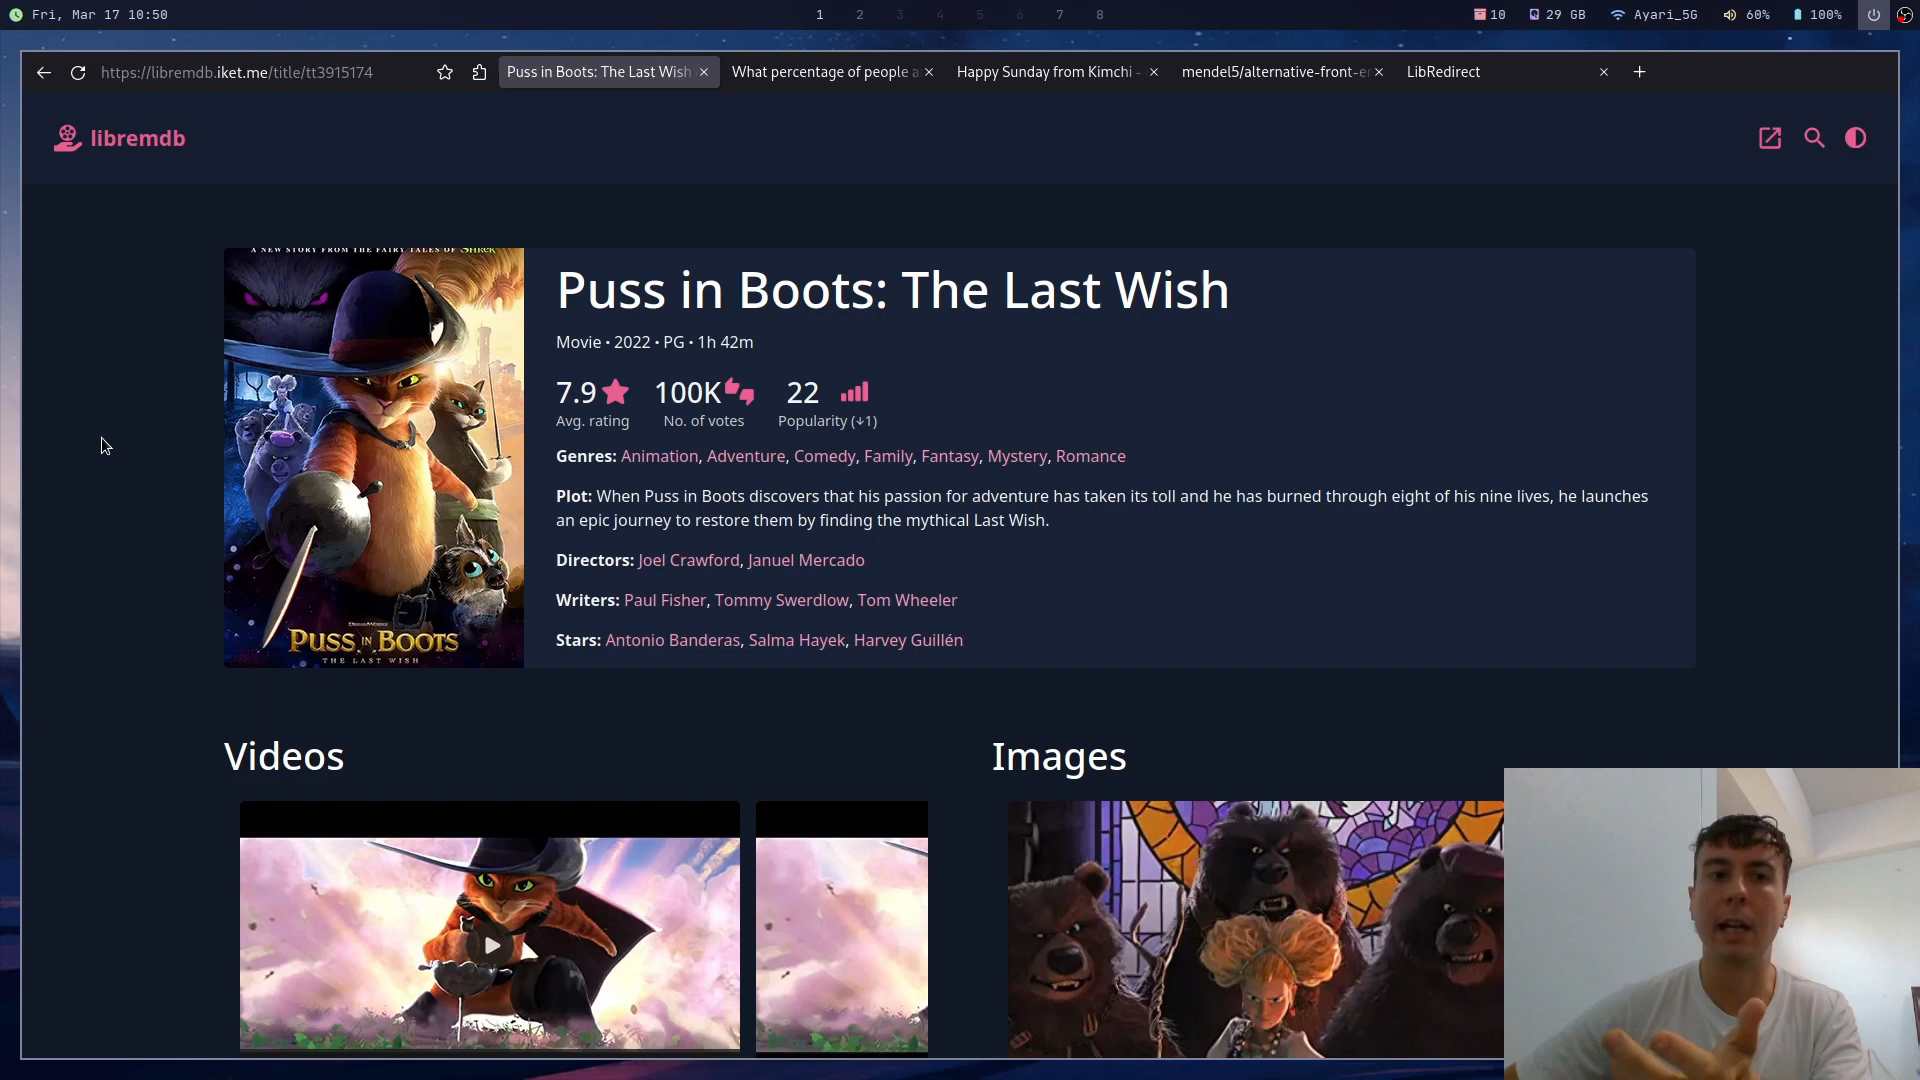 Fri, Mar 17 10:50
1 2 3 4 5 6 7 8
10 29 GB Ayari_5G 60% 100%
https://libremdb.iket.me/title/tt3915174
Puss in Boots: The Last Wish
What percentage of people a
Happy Sunday from Kimchi -
mendel5/alternative-front-e
LibRedirect
libremdb
A NEW STORY FROM THE FAIRY TALES OF SHREK
DREAMWORKS
PUSS IN BOOTS
THE LAST WISH
Puss in Boots: The Last Wish
Movie • 2022 • PG • 1h 42m
7.9 100K 22
Avg. rating No. of votes Popularity (↓1)
Genres: Animation, Adventure, Comedy, Family, Fantasy, Mystery, Romance
Plot: When Puss in Boots discovers that his passion for adventure has taken its toll and he has burned through eight of his nine lives, he launches
an epic journey to restore them by finding the mythical Last Wish.
Directors: Joel Crawford, Januel Mercado
Writers: Paul Fisher, Tommy Swerdlow, Tom Wheeler
Stars: Antonio Banderas, Salma Hayek, Harvey Guillén
Videos
Images